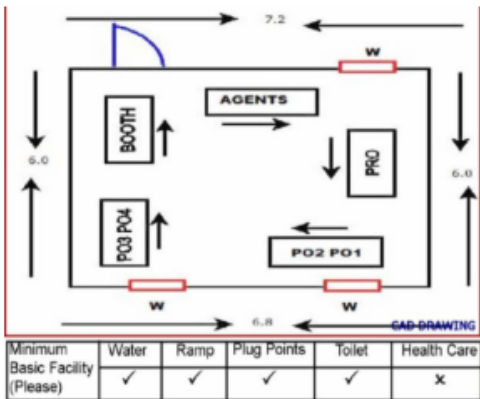 7.2
W
AGENTS
BOOTH
PRO
6.0
6.0
PO3 PO4
PO2 PO1
W
W
6.8
CAD DRAWING
Minimum Basic Facility (Please)
Water
Ramp
Plug Points
Toilet
Health Care
✓
✓
✓
✓
x